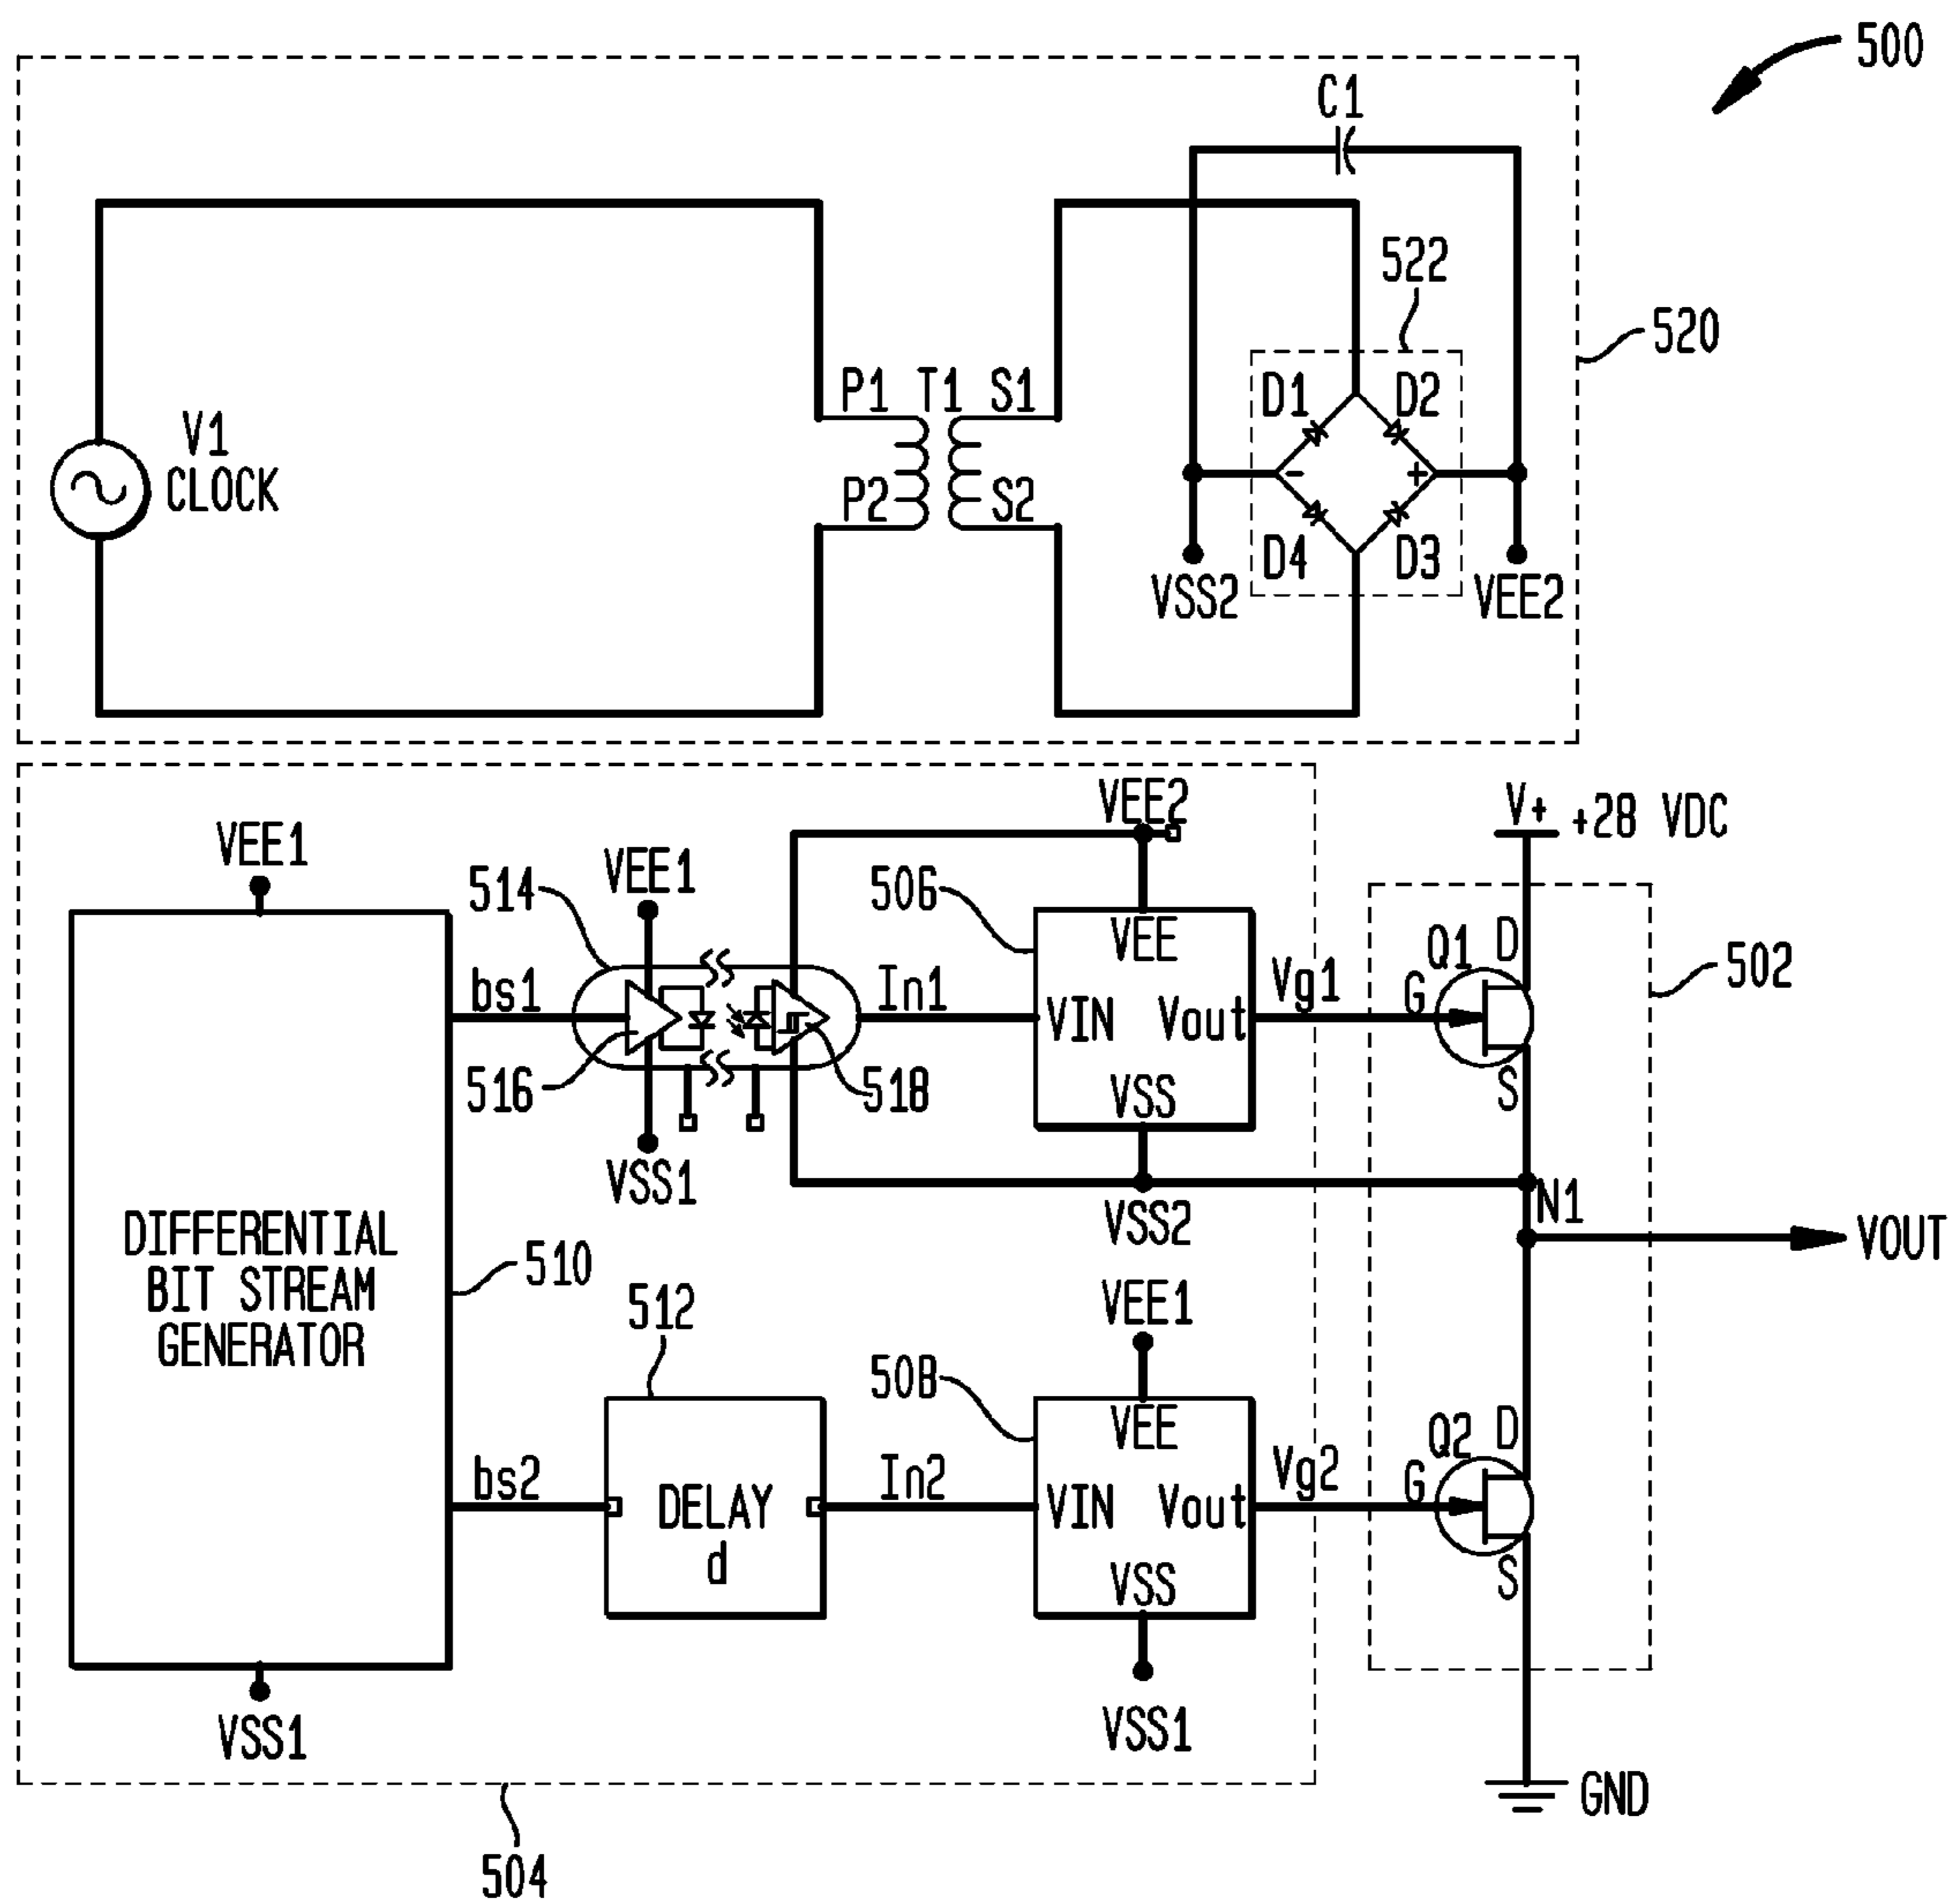 500
C1
522
520
P1 T1 S1
D1 D2
V1
CLOCK
P2 S2
- +
D4 D3
VSS2 VEE2
VEE2
V+ +28 VDC
VEE1
514
VEE1
506
VEE
Q1 D
502
bs1
In1
VIN Vout
Vg1
G
516
518
VSS
S
VSS1
VSS2
N1
VOUT
DIFFERENTIAL
BIT STREAM
GENERATOR
510
512
VEE1
508
VEE
Q2 D
bs2
DELAY
d
In2
VIN Vout
Vg2
G
VSS
S
VSS1
VSS1
GND
504